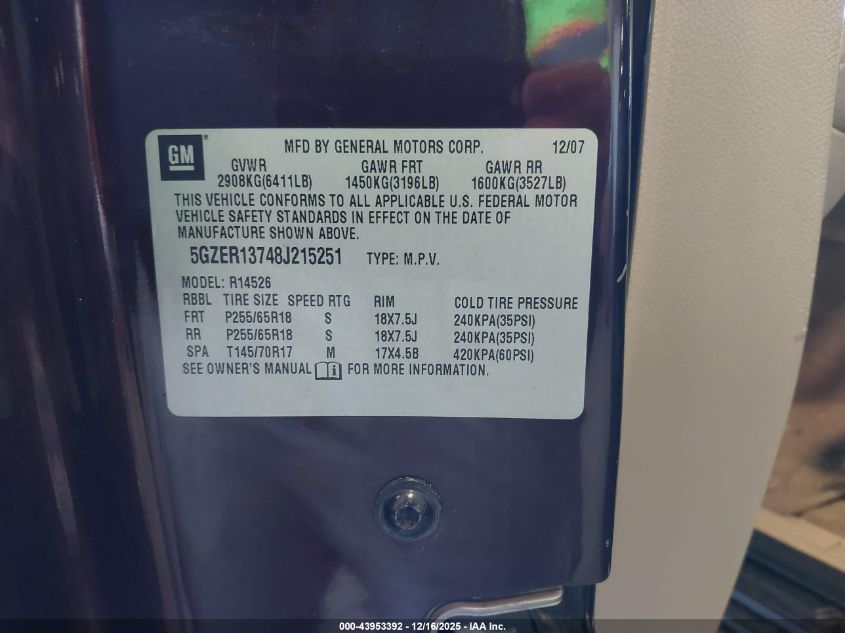 GM MFD BY GENERAL MOTORS CORP. 12/07
GVWR GAWR FRT GAWR RR
2908KG(6411LB) 1450KG(3196LB) 1600KG(3527LB)
THIS VEHICLE CONFORMS TO ALL APPLICABLE U.S. FEDERAL MOTOR
VEHICLE SAFETY STANDARDS IN EFFECT ON THE DATE OF
MANUFACTURE SHOWN ABOVE.
5GZER13748J215251 TYPE: M.P.V.
MODEL: R14526
RBBL TIRE SIZE SPEED RTG RIM COLD TIRE PRESSURE
FRT P255/65R18 S 18X7.5J 240KPA(35PSI)
RR P255/65R18 S 18X7.5J 240KPA(35PSI)
SPA T145/70R17 M 17X4.5B 420KPA(60PSI)
SEE OWNER'S MANUAL FOR MORE INFORMATION.
000-43953392 - 12/16/2025 - IAA Inc.